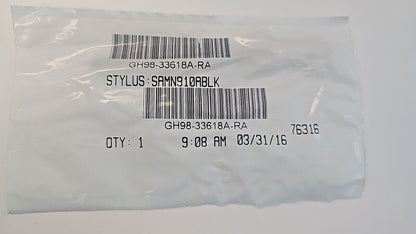 GH98-33618A-RA
STYLUS:SAMN910ABLK
GH98-33618A-RA
76316
QTY: 1 9:08 AM 03/31/16